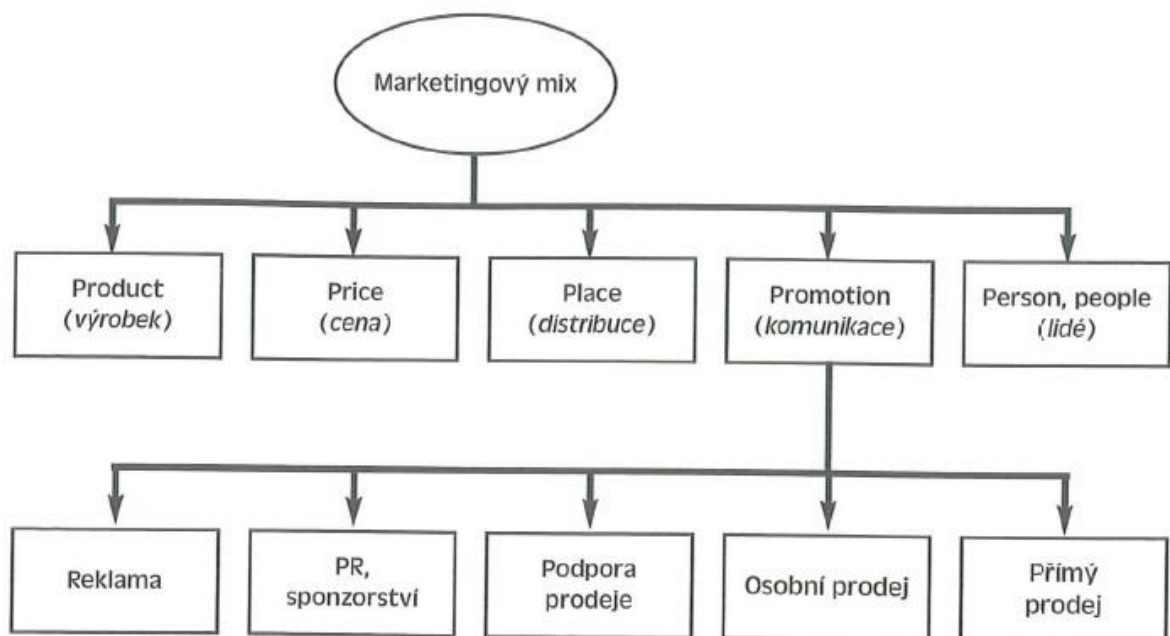 Marketingový mix
Product
(výrobek)
Price
(cena)
Place
(distribuce)
Promotion
(komunikace)
Person, people
(lidé)
Reklama
PR,
sponzorství
Podpora
prodeje
Osobní prodej
Přímý
prodej